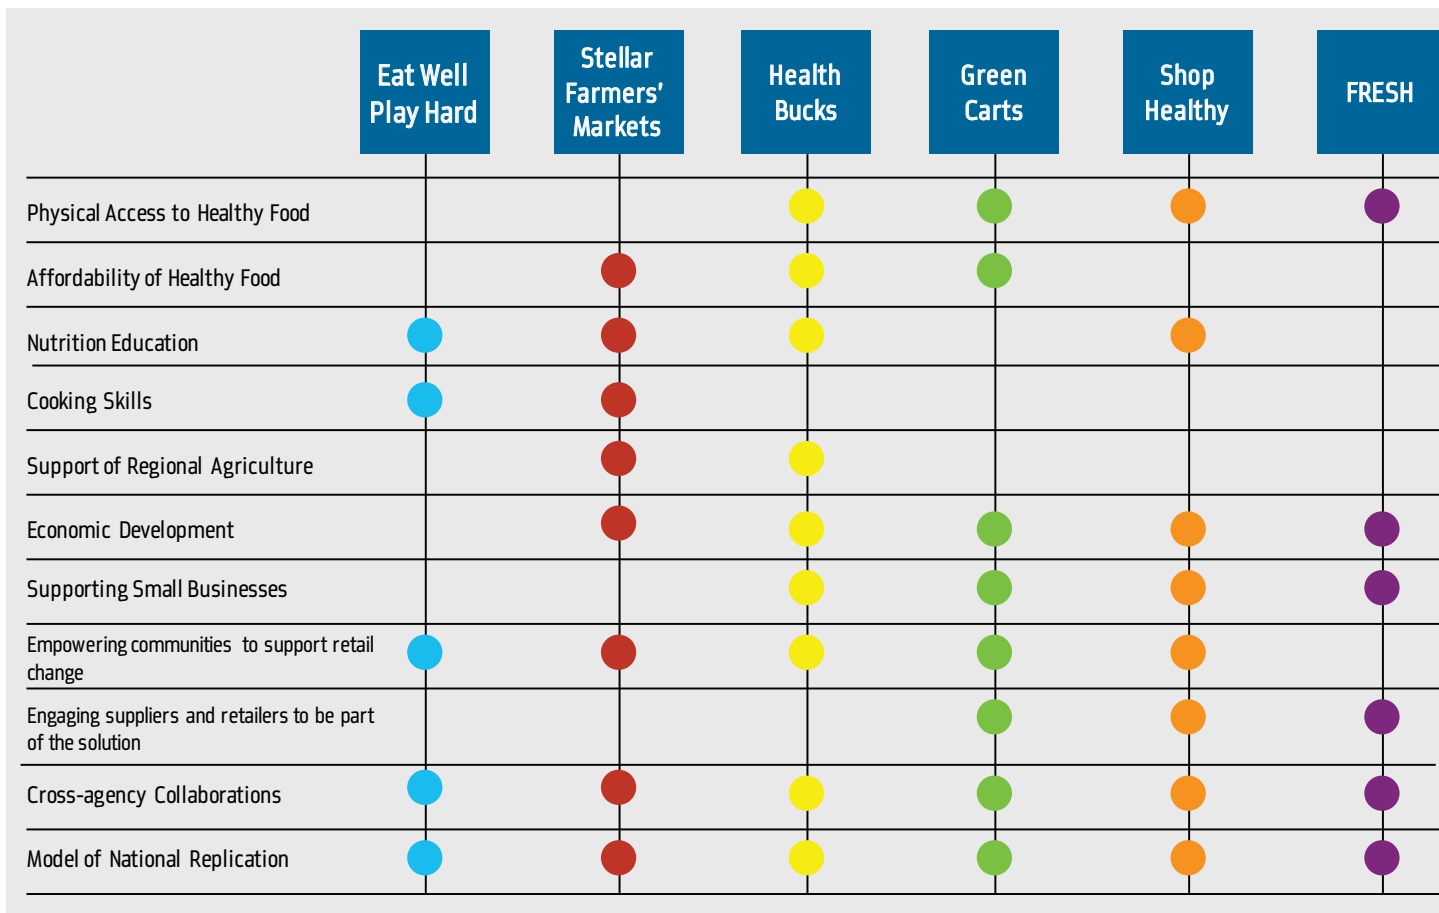 Eat Well
Play Hard
Stellar
Farmers'
Markets
Health
Bucks
Green
Carts
Shop
Healthy
FRESH
Physical Access to Healthy Food
Affordability of Healthy Food
Nutrition Education
Cooking Skills
Support of Regional Agriculture
Economic Development
Supporting Small Businesses
Empowering communities to support retail
change
Engaging suppliers and retailers to be part
of the solution
Cross-agency Collaborations
Model of National Replication